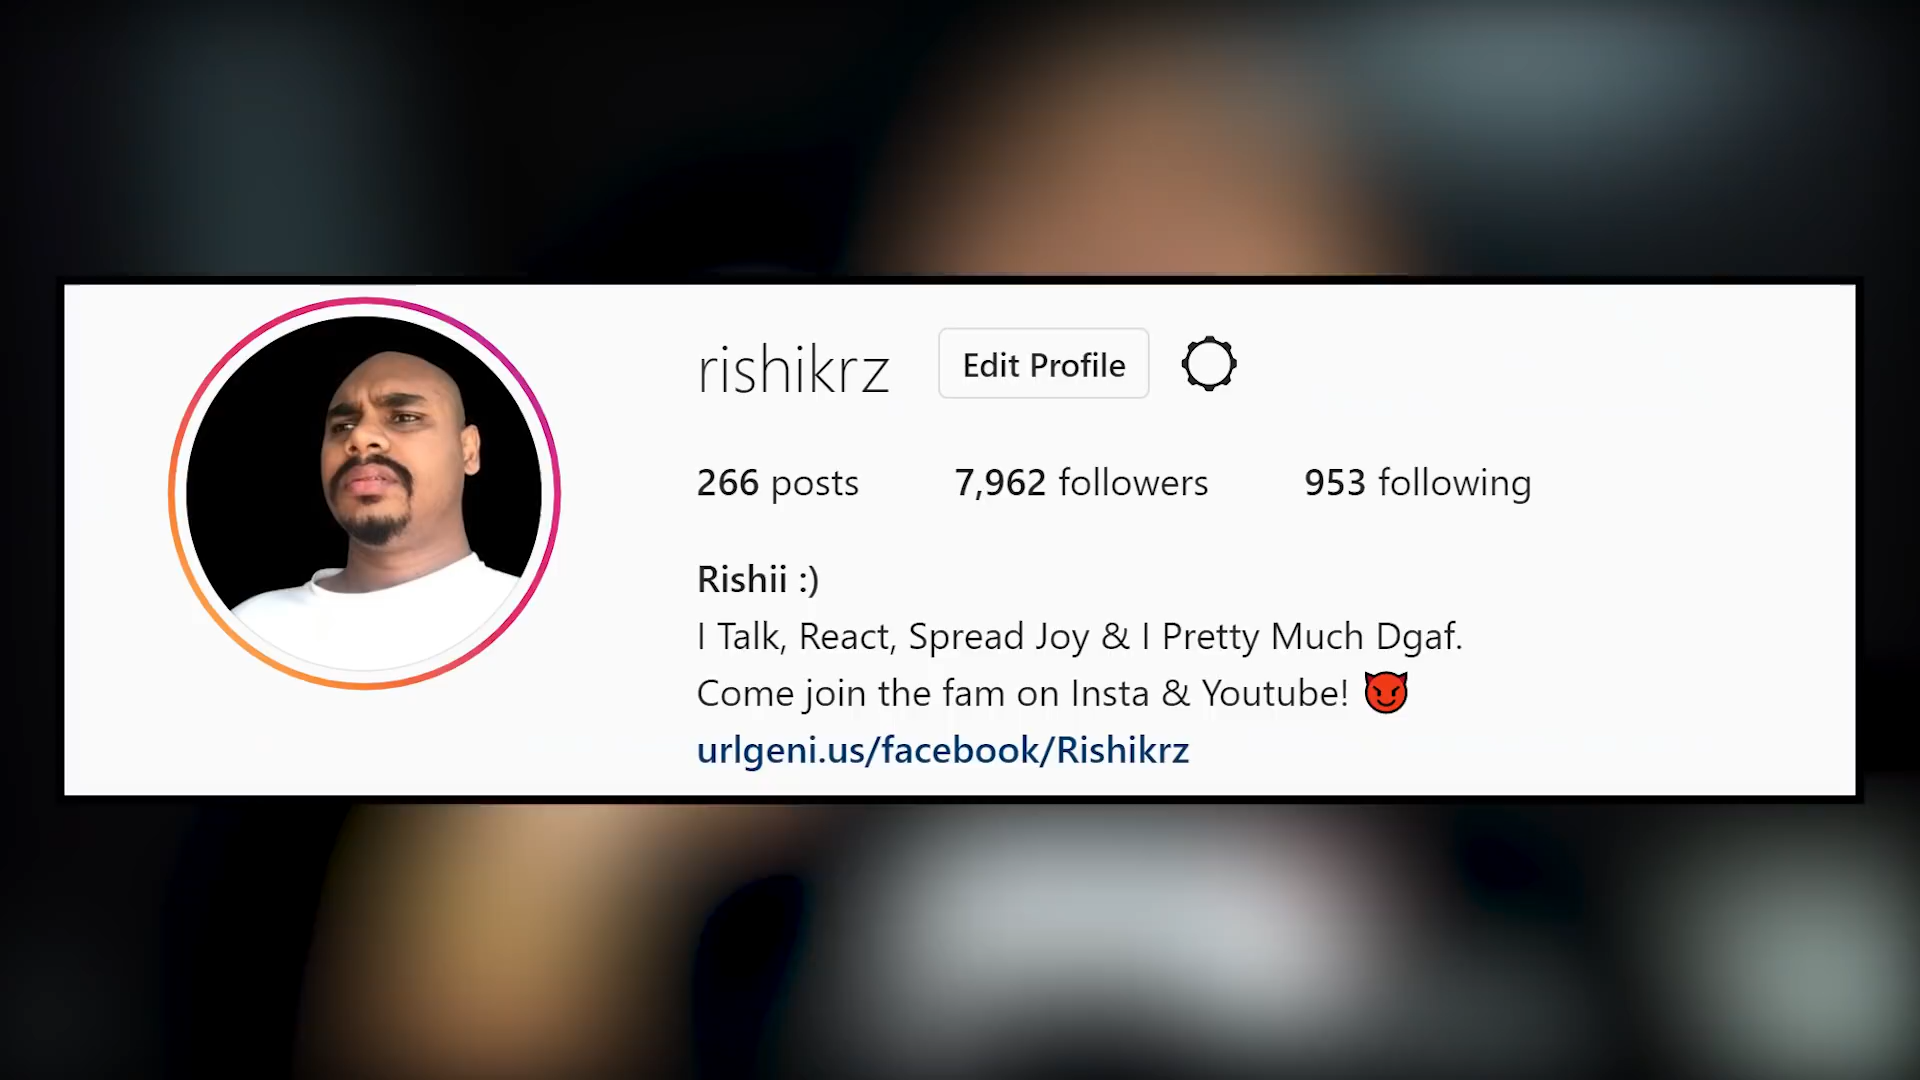 rishikrz Edit Profile
266 posts 7,962 followers 953 following
Rishii :)
I Talk, React, Spread Joy & I Pretty Much Dgaf.
Come join the fam on Insta & Youtube! 😈
urlgeni.us/facebook/Rishikrz